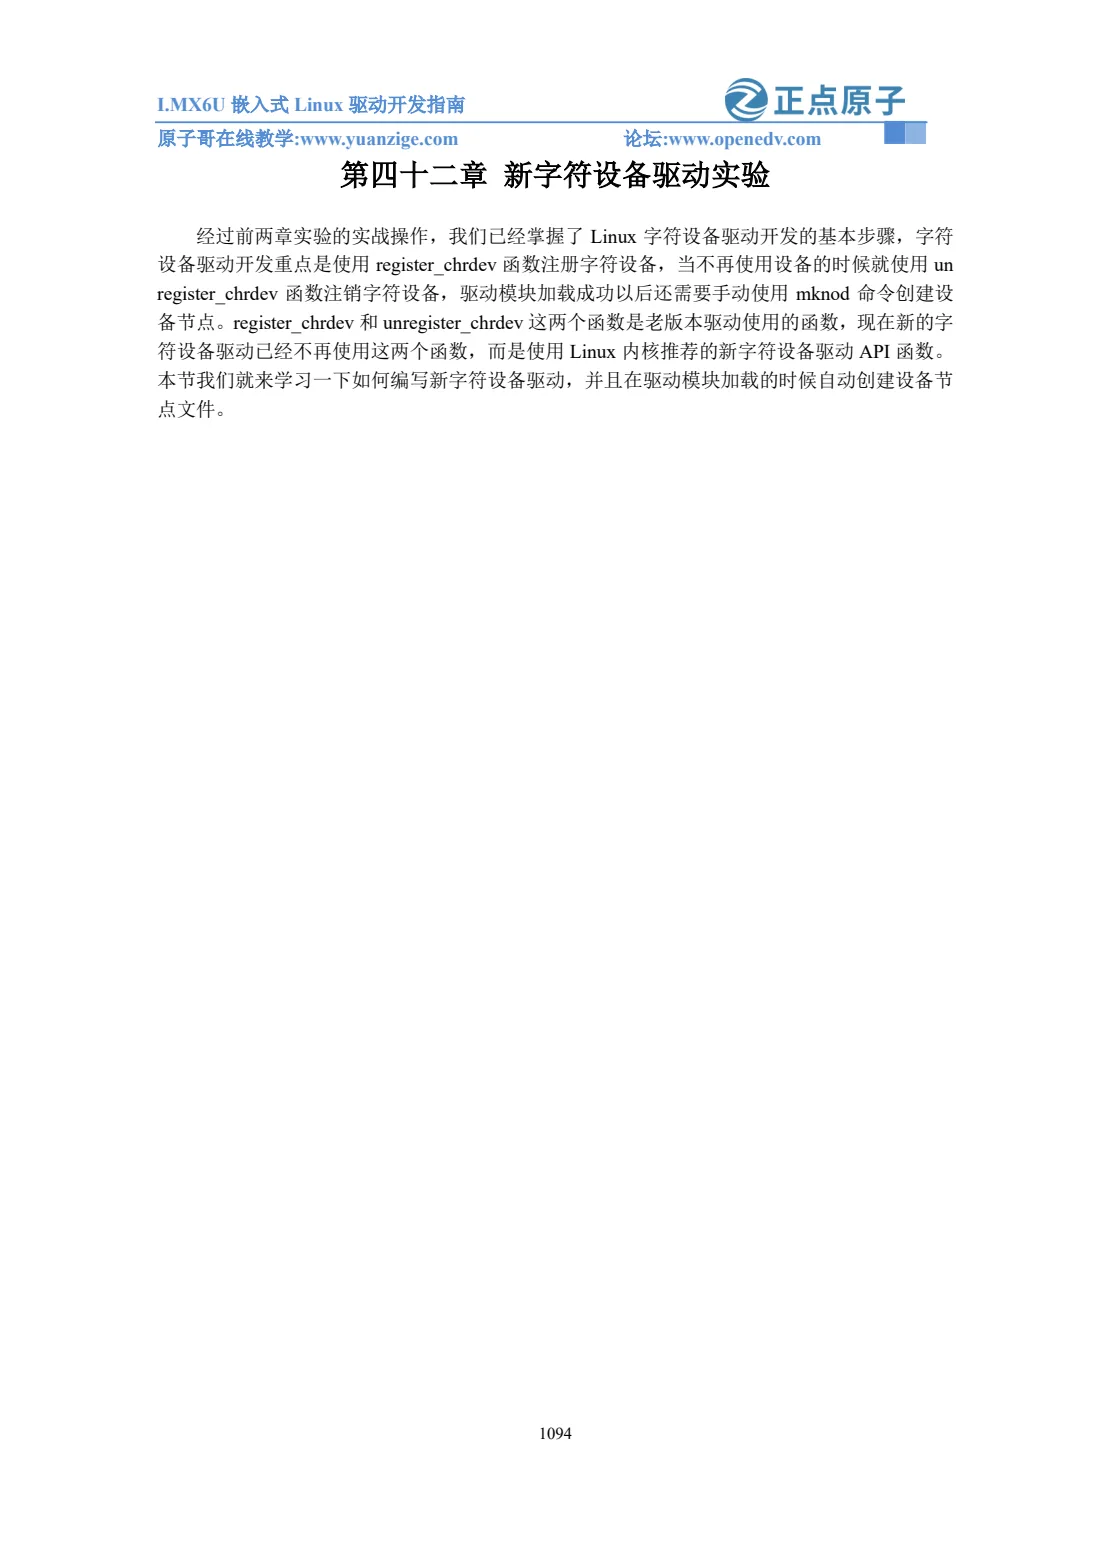 I.MX6U 嵌入式 Linux 驱动开发指南
正点原子
原子哥在线教学:www.yuanzige.com 论坛:www.openedv.com
第四十二章 新字符设备驱动实验
经过前两章实验的实战操作，我们已经掌握了 Linux 字符设备驱动开发的基本步骤，字符
设备驱动开发重点是使用 register_chrdev 函数注册字符设备，当不再使用设备的时候就使用 un
register_chrdev 函数注销字符设备，驱动模块加载成功以后还需要手动使用 mknod 命令创建设
备节点。register_chrdev 和 unregister_chrdev 这两个函数是老版本驱动使用的函数，现在新的字
符设备驱动已经不再使用这两个函数，而是使用 Linux 内核推荐的新字符设备驱动 API 函数。
本节我们就来学习一下如何编写新字符设备驱动，并且在驱动模块加载的时候自动创建设备节
点文件。
1094